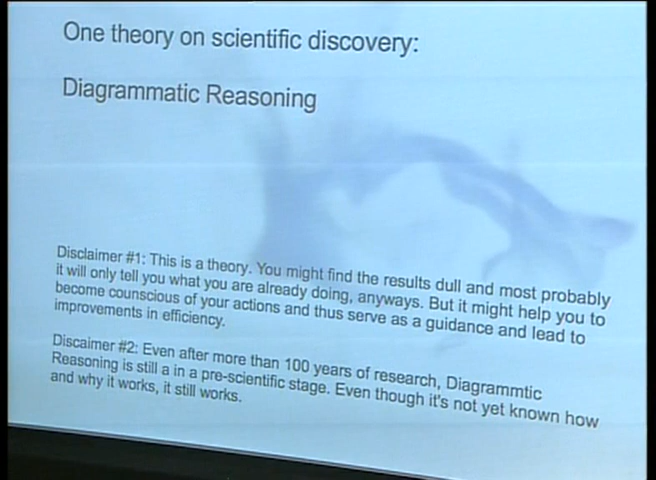 One theory on scientific discovery:
Diagrammatic Reasoning
Disclaimer #1: This is a theory. You might find the results dull and most probably
it will only tell you what you are already doing, anyways. But it might help you to
become counscious of your actions and thus serve as a guidance and lead to
improvements in efficiency.
Discaimer #2: Even after more than 100 years of research, Diagrammtic
Reasoning is still a in a pre-scientific stage. Even though it's not yet known how
and why it works, it still works.